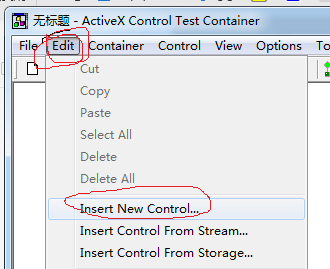 无标题 - ActiveX Control Test Container
File Edit Container Control View Options To
Cut
Copy
Paste
Select All
Delete
Delete All
Insert New Control...
Insert Control From Stream...
Insert Control From Storage...